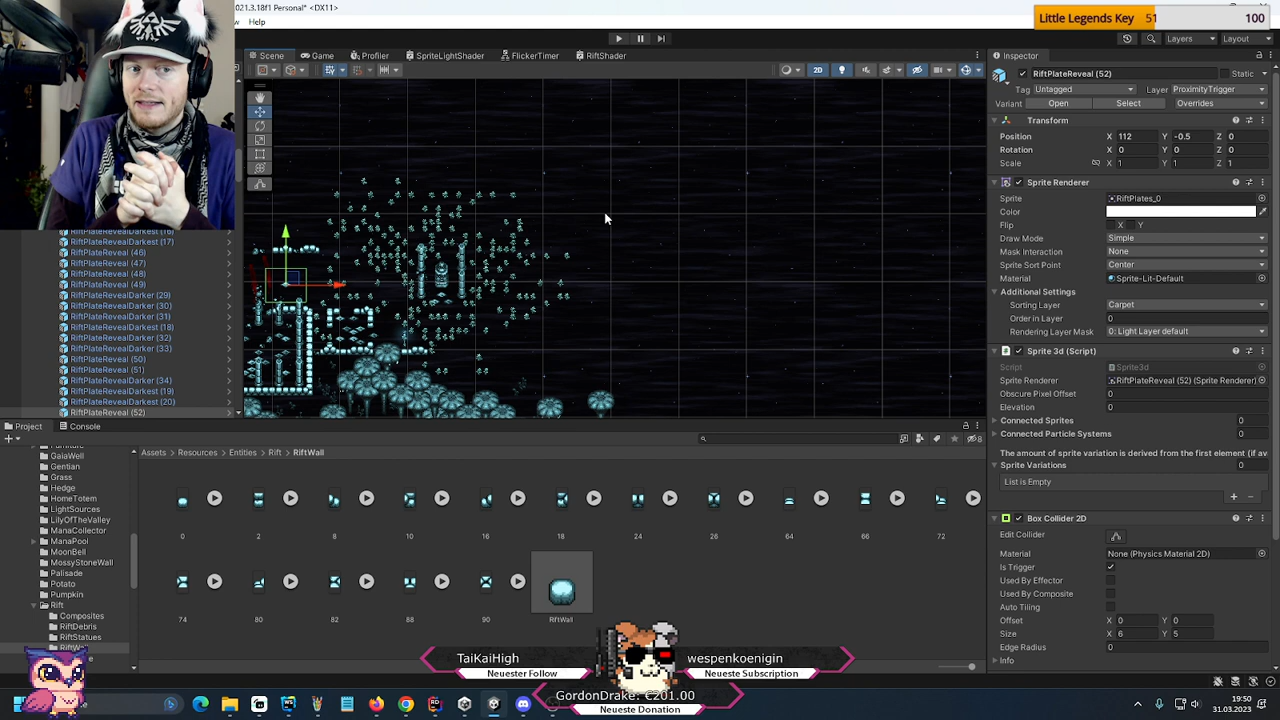 2021.3.18f1 Personal* <DX11>
Help
Little Legends Key 51 100
Layers
Layout
Scene
Game
Profiler
SpriteLightShader
FlickerTimer
RiftShader
2D
Inspector
RiftPlateReveal (52)
Static
Tag Untagged
Layer ProximityTrigger
Variant Open Select Overrides
Transform
Position X 112 Y -0.5 Z 0
Rotation X 0 Y 0 Z 0
Scale X 1 Y 1 Z 1
Sprite Renderer
Sprite RiftPlates_0
Color
Flip X Y
Draw Mode Simple
Mask Interaction None
Sprite Sort Point Center
Material Sprite-Lit-Default
Additional Settings
Sorting Layer Carpet
Order in Layer 0
Rendering Layer Mask 0: Light Layer default
Sprite 3d (Script)
Script Sprite3d
Sprite Renderer RiftPlateReveal (52) (Sprite Renderer)
Obscure Pixel Offset 0
Elevation 0
Connected Sprites 0
Connected Particle Systems 0
The amount of sprite variation is derived from the first element (if av
Sprite Variations 0
List is Empty
Box Collider 2D
Edit Collider
Material None (Physics Material 2D)
Is Trigger
Used By Effector
Used By Composite
Auto Tiling
Offset X 0 Y 0
Size X 6 Y 5
Edge Radius 0
Info
RiftPlateRevealDarkest (16)
RiftPlateRevealDarkest (17)
RiftPlateReveal (46)
RiftPlateReveal (47)
RiftPlateReveal (48)
RiftPlateReveal (49)
RiftPlateRevealDarker (29)
RiftPlateRevealDarker (30)
RiftPlateRevealDarker (31)
RiftPlateRevealDarkest (18)
RiftPlateRevealDarker (32)
RiftPlateRevealDarker (33)
RiftPlateReveal (50)
RiftPlateReveal (51)
RiftPlateRevealDarker (34)
RiftPlateRevealDarkest (19)
RiftPlateRevealDarkest (20)
RiftPlateReveal (52)
Project
Console
8
Assets > Resources > Entities > Rift > RiftWall
GaiaWell
Gentian
Grass
Hedge
HomeTotem
LightSources
LilyOfTheValley
ManaCollector
ManaPool
MoonBell
MossyStoneWall
Palisade
Potato
Pumpkin
Rift
Composites
RiftDebris
RiftStatues
0 2 8 10 16 18 24 26 64 66 72
74 80 82 88 90 RiftWall
TaiKaiHigh
Neuester Follow
wespenkoenigin
Neueste Subscription
GordonDrake: €201.00
Neueste Donation
19:50
31.03.2023